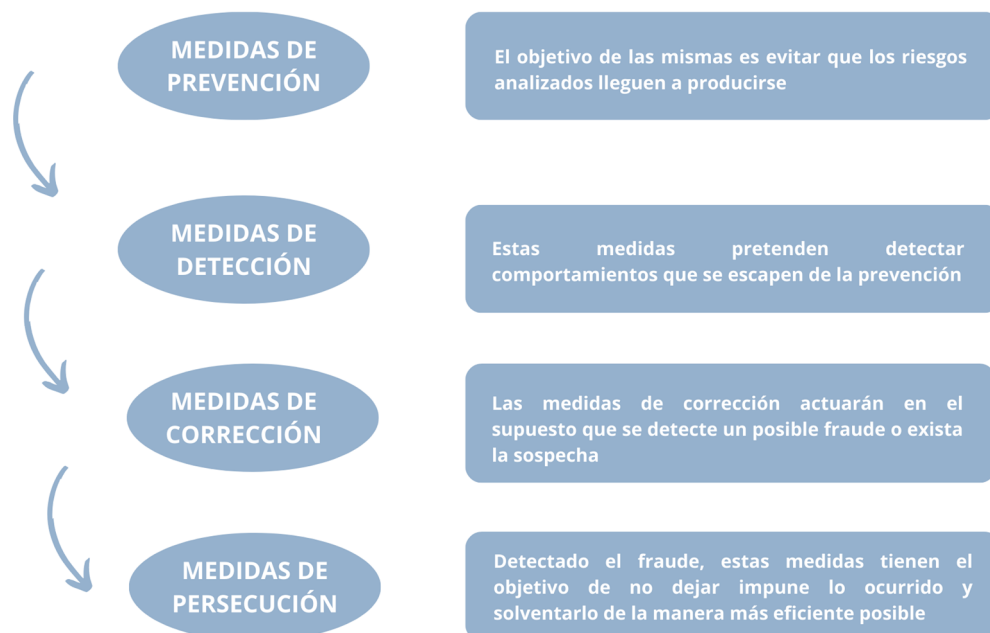 MEDIDAS DE
PREVENCIÓN
El objetivo de las mismas es evitar que los riesgos
analizados lleguen a producirse
MEDIDAS DE
DETECCIÓN
Estas medidas pretenden detectar
comportamientos que se escapen de la prevención
MEDIDAS DE
CORRECCIÓN
Las medidas de corrección actuarán en el
supuesto que se detecte un posible fraude o exista
la sospecha
MEDIDAS DE
PERSECUCIÓN
Detectado el fraude, estas medidas tienen el
objetivo de no dejar impune lo ocurrido y
solventarlo de la manera más eficiente posible